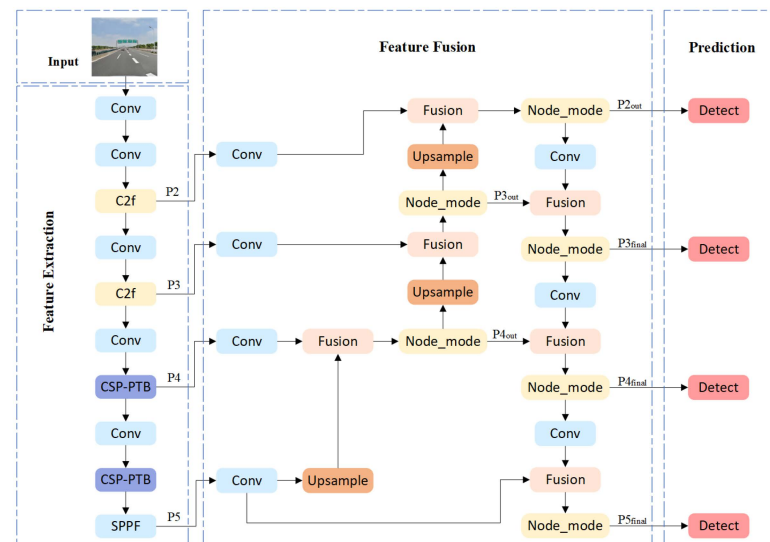 Input
Feature Fusion
Prediction
Feature Extraction
Conv
Conv
C2f
P2
Conv
C2f
P3
Conv
CSP-PTB
P4
Conv
CSP-PTB
SPPF
P5
Conv
Fusion
Node_mode
P2out
Detect
Upsample
Conv
Node_mode
P3out
Fusion
Conv
Fusion
Node_mode
P3final
Detect
Upsample
Conv
Conv
Fusion
Node_mode
P4out
Fusion
Node_mode
P4final
Detect
Conv
Conv
Upsample
Fusion
Node_mode
P5final
Detect